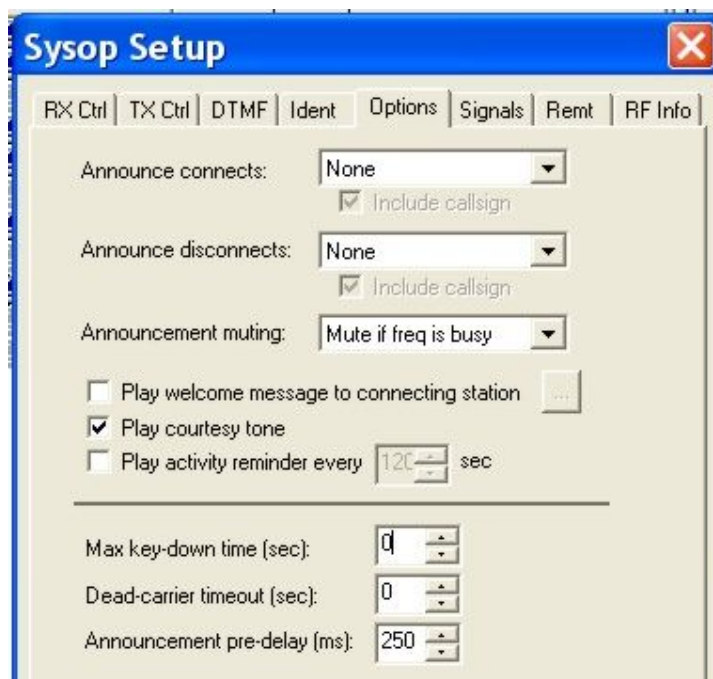 Sysop Setup
RX Ctrl TX Ctrl DTMF Ident Options Signals Remt RF Info
Announce connects: None
Include callsign
Announce disconnects: None
Include callsign
Announcement muting: Mute if freq is busy
Play welcome message to connecting station ...
Play courtesy tone
Play activity reminder every 120 sec
Max key-down time (sec): 0
Dead-carrier timeout (sec): 0
Announcement pre-delay (ms): 250